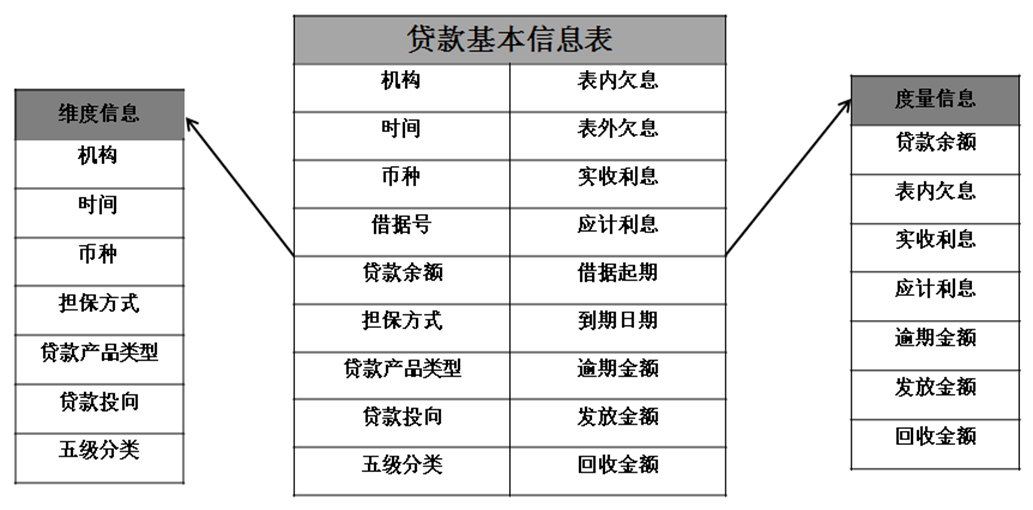 维度信息
机构
时间
币种
担保方式
贷款产品类型
贷款投向
五级分类
贷款基本信息表
机构 表内欠息
时间 表外欠息
币种 实收利息
借据号 应计利息
贷款余额 借据起期
担保方式 到期日期
贷款产品类型 逾期金额
贷款投向 发放金额
五级分类 回收金额
度量信息
贷款余额
表内欠息
实收利息
应计利息
逾期金额
发放金额
回收金额